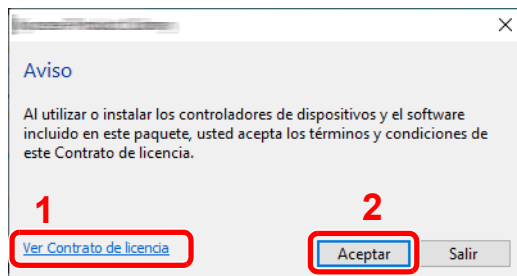 Aviso
Al utilizar o instalar los controladores de dispositivos y el software
incluido en este paquete, usted acepta los términos y condiciones de
este Contrato de licencia.
1
2
Ver Contrato de licencia
Aceptar
Salir